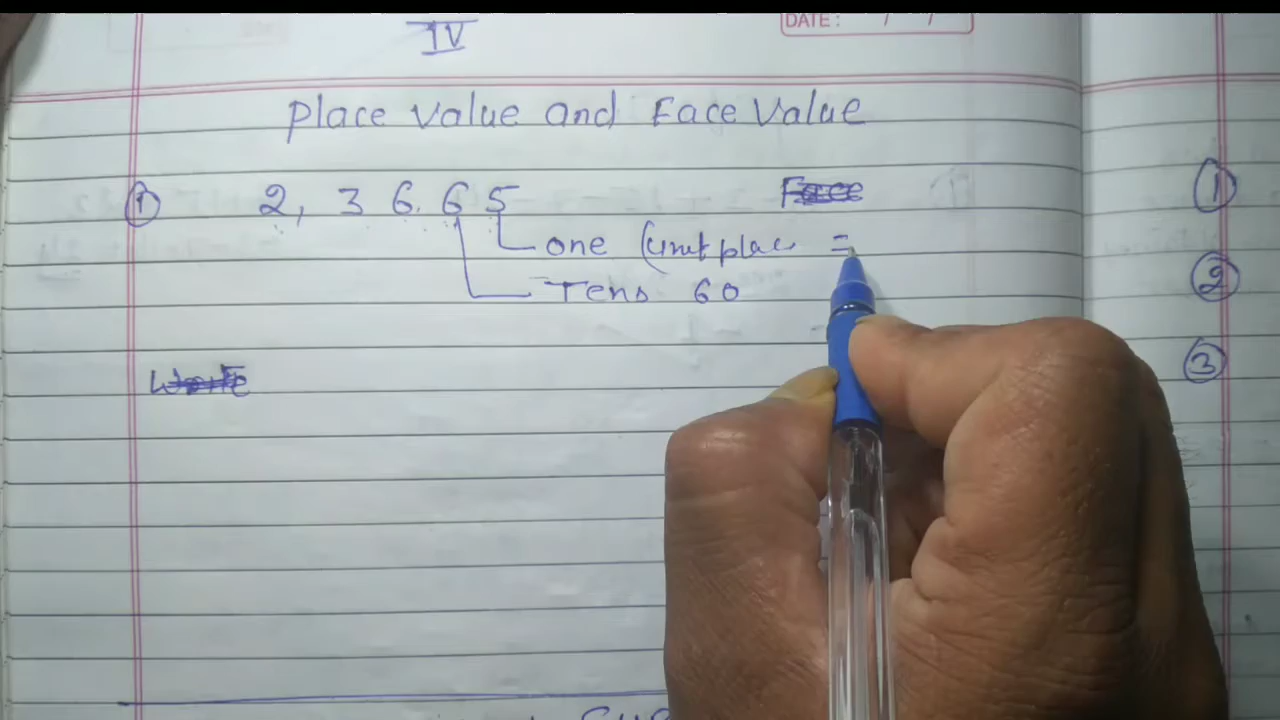 DATE : / /
IV
Place Value and Face Value
① 2, 3 6. 6 5 ①
one (unit place =
Tens 60 ②
③